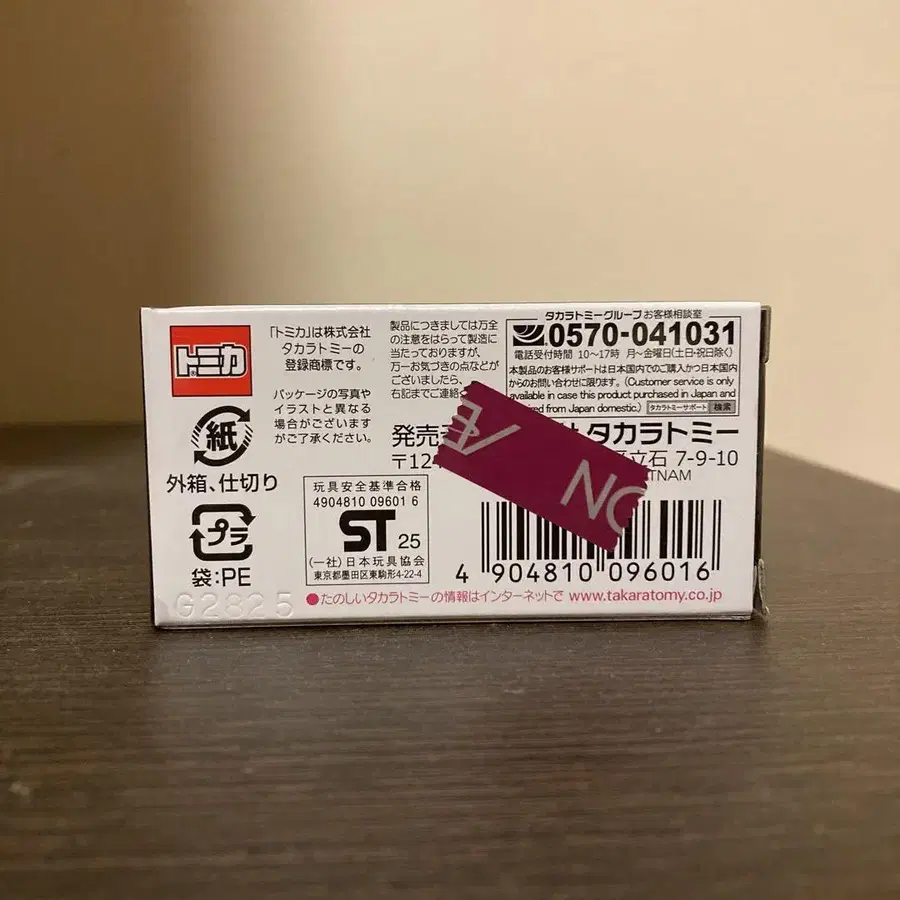 トミカ
「トミカ」は株式会社
タカラトミーの
登録商標です。
パッケージの写真や
イラストと異なる
場合がございます
がご了承ください。
製品につきましては万全
の注意をはらって製造に
当たっておりますが、
万一お気づきの点などが
ございましたら、
右記までご連絡
タカラトミーグループ お客様相談室
0570-041031
電話受付時間 10〜17時 月〜金曜日(土日・祝日除く)
本製品のお客様サポートは日本国内でのご購入かつ日本国内
からのお問い合わせに限ります。(Customer service is only
available in case this product purchased in Japan and
from Japan domestic.) タカラトミーサポート 検索
発売 タカラトミー
〒12 立石 7-9-10
紙
外箱、仕切り
プラ
袋:PE
玩具安全基準合格
4904810 09601 6
ST 25
(一社)日本玩具協会
東京都墨田区東駒形4-22-4
4 904810 096016
●たのしいタカラトミーの情報はインターネットで www.takaratomy.co.jp
G2825